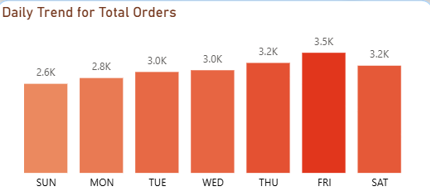 Daily Trend for Total Orders
2.6K 2.8K 3.0K 3.0K 3.2K 3.5K 3.2K
SUN MON TUE WED THU FRI SAT